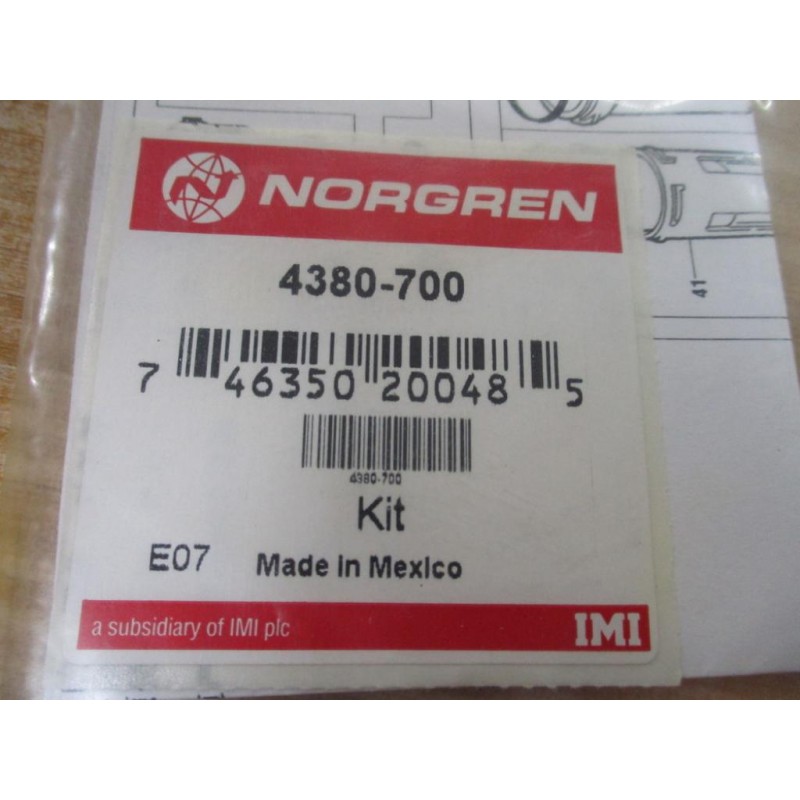 NORGREN
4380-700
7 46350 20048 5
4380-700
Kit
E07 Made in Mexico
a subsidiary of IMI plc IMI
41